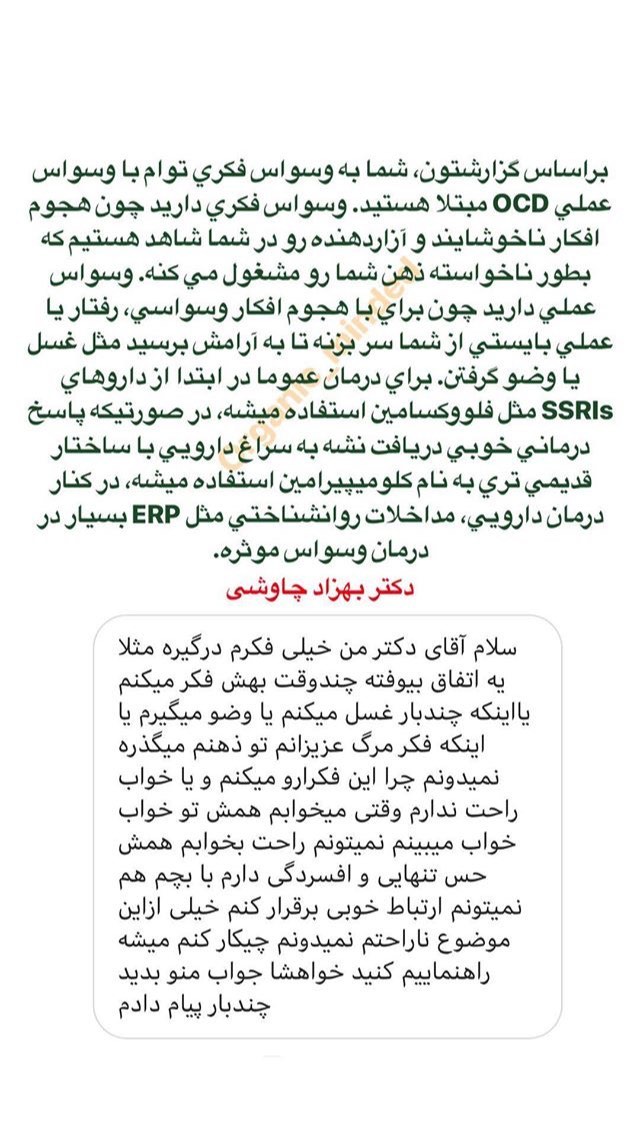 براساس گزارشتون، شما به وسواس فكري توام با وسواس
عملي OCD مبتلا هستيد. وسواس فكري داريد چون هجوم
افكار ناخوشايند و آزاردهنده رو در شما شاهد هستيم كه
بطور ناخواسته ذهن شما رو مشغول مي كنه. وسواس
عملي داريد چون براي با هجوم افكار وسواسي، رفتار يا
عملي بايستي از شما سر بزنه تا به آرامش برسيد مثل غسل
يا وضو گرفتن. براي درمان عموما در ابتدا از داروهاي
SSRIs مثل فلووكسامين استفاده ميشه، در صورتيكه پاسخ
درماني خوبي دريافت نشه به سراغ دارويي با ساختار
قديمي تري به نام كلوميپيرامين استفاده ميشه، در كنار
درمان دارويي، مداخلات روانشناختي مثل ERP بسيار در
درمان وسواس موثره.
دکتر بهزاد چاوشی
سلام آقای دکتر من خیلی فکرم درگیره مثلا
یه اتفاق بیوفته چندوقت بهش فکر میکنم
یااینکه چندبار غسل میکنم یا وضو میگیرم یا
اینکه فکر مرگ عزیزانم تو ذهنم میگذره
نمیدونم چرا این فکرارو میکنم و یا خواب
راحت ندارم وقتی میخوابم همش تو خواب
خواب میبینم نمیتونم راحت بخوابم همش
حس تنهایی و افسردگی دارم با بچم هم
نمیتونم ارتباط خوبی برقرار کنم خیلی ازاین
موضوع ناراحتم نمیدونم چیکار کنم میشه
راهنماییم کنید خواهشا جواب منو بدید
چندبار پیام دادم